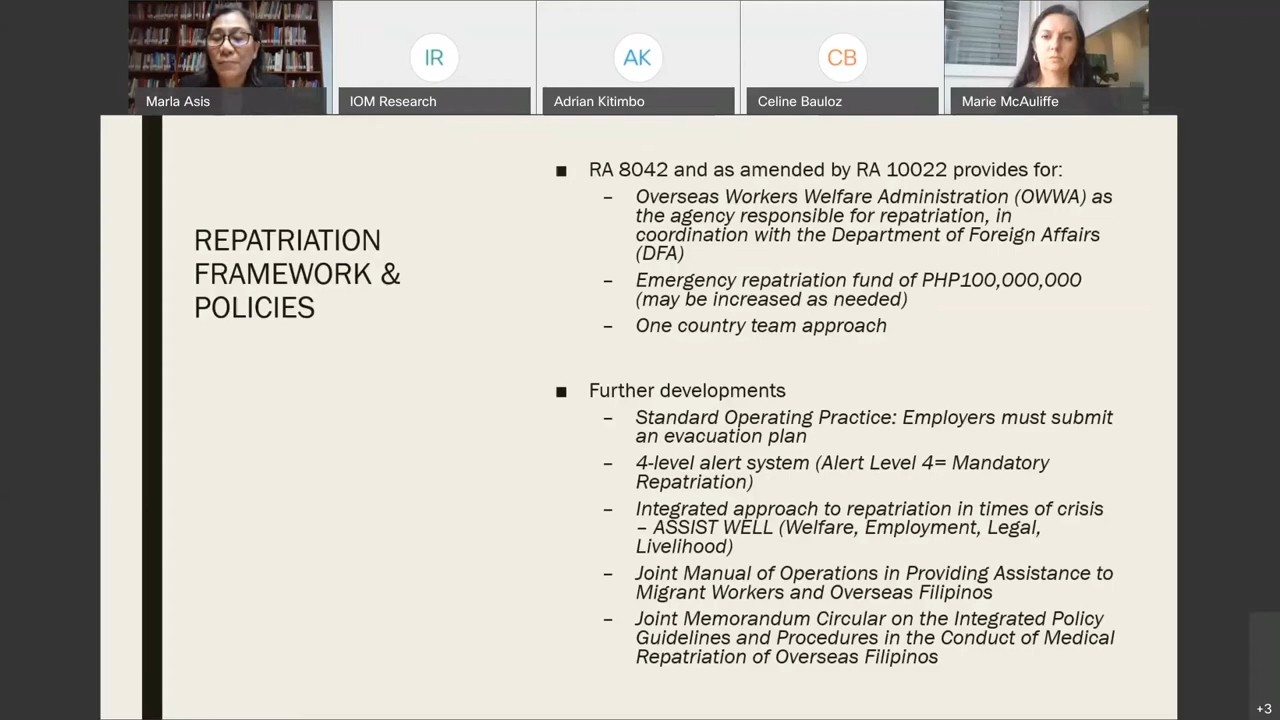 Marla Asis
IR
IOM Research
AK
Adrian Kitimbo
CB
Celine Bauloz
Marie McAuliffe
REPATRIATION
FRAMEWORK &
POLICIES
■ RA 8042 and as amended by RA 10022 provides for:
– Overseas Workers Welfare Administration (OWWA) as
the agency responsible for repatriation, in
coordination with the Department of Foreign Affairs
(DFA)
– Emergency repatriation fund of PHP100,000,000
(may be increased as needed)
– One country team approach
■ Further developments
– Standard Operating Practice: Employers must submit
an evacuation plan
– 4-level alert system (Alert Level 4= Mandatory
Repatriation)
– Integrated approach to repatriation in times of crisis
– ASSIST WELL (Welfare, Employment, Legal,
Livelihood)
– Joint Manual of Operations in Providing Assistance to
Migrant Workers and Overseas Filipinos
– Joint Memorandum Circular on the Integrated Policy
Guidelines and Procedures in the Conduct of Medical
Repatriation of Overseas Filipinos
+3